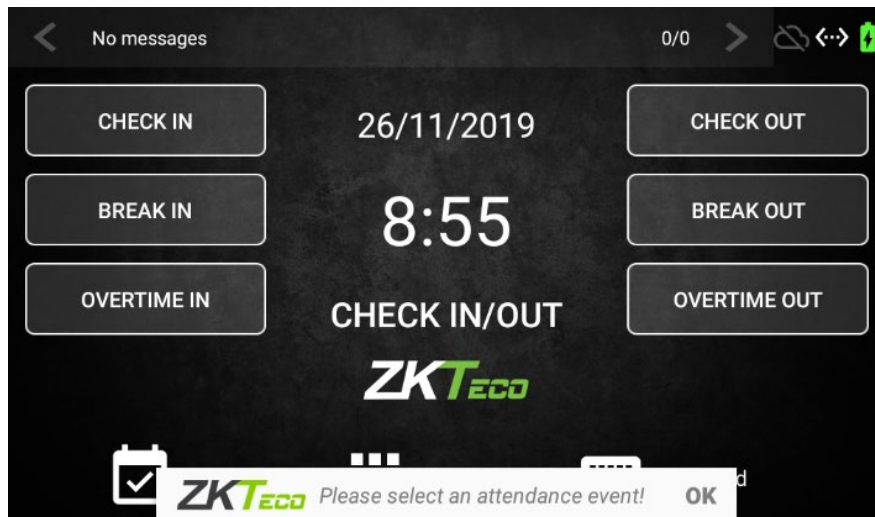 No messages
0/0
CHECK IN
26/11/2019
CHECK OUT
BREAK IN
8:55
BREAK OUT
OVERTIME IN
CHECK IN/OUT
OVERTIME OUT
ZKTECO
ZKTECO Please select an attendance event! OK